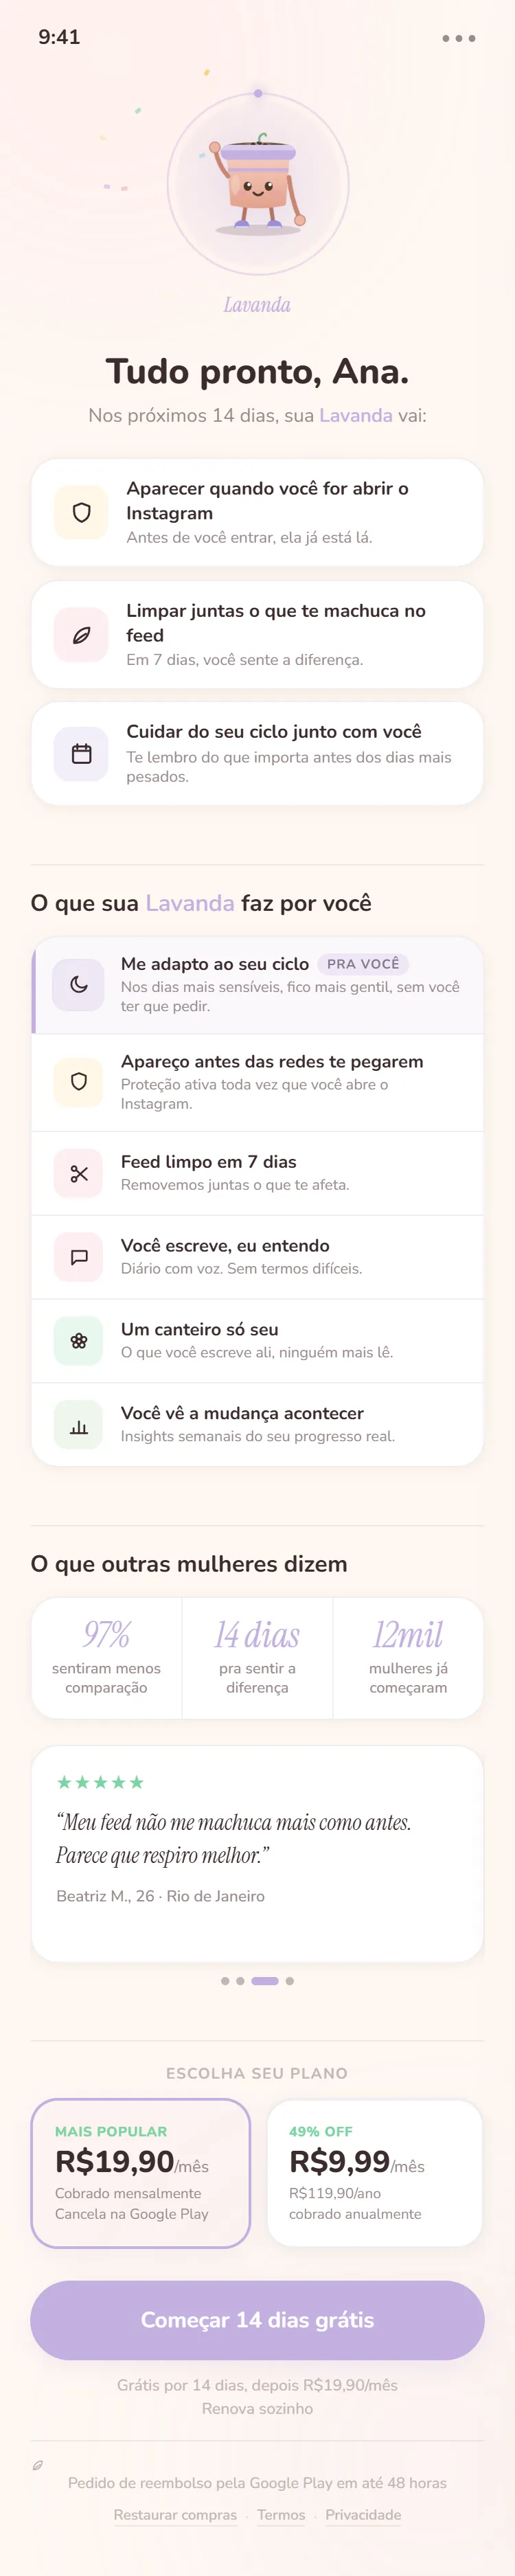 9:41
Lavanda
Tudo pronto, Ana.
Nos próximos 14 dias, sua Lavanda vai:
Aparecer quando você for abrir o
Instagram
Antes de você entrar, ela já está lá.
Limpar juntas o que te machuca no
feed
Em 7 dias, você sente a diferença.
Cuidar do seu ciclo junto com você
Te lembro do que importa antes dos dias mais
pesados.
O que sua Lavanda faz por você
Me adapto ao seu ciclo PRA VOCÊ
Nos dias mais sensíveis, fico mais gentil, sem você
ter que pedir.
Apareço antes das redes te pegarem
Proteção ativa toda vez que você abre o
Instagram.
Feed limpo em 7 dias
Removemos juntas o que te afeta.
Você escreve, eu entendo
Diário com voz. Sem termos difíceis.
Um canteiro só seu
O que você escreve ali, ninguém mais lê.
Você vê a mudança acontecer
Insights semanais do seu progresso real.
O que outras mulheres dizem
97%
sentiram menos
comparação
14 dias
pra sentir a
diferença
12mil
mulheres já
começaram
“Meu feed não me machuca mais como antes.
Parece que respiro melhor.”
Beatriz M., 26 · Rio de Janeiro
ESCOLHA SEU PLANO
MAIS POPULAR
R$19,90/mês
Cobrado mensalmente
Cancela na Google Play
49% OFF
R$9,99/mês
R$119,90/ano
cobrado anualmente
Começar 14 dias grátis
Grátis por 14 dias, depois R$19,90/mês
Renova sozinho
Pedido de reembolso pela Google Play em até 48 horas
Restaurar compras · Termos · Privacidade